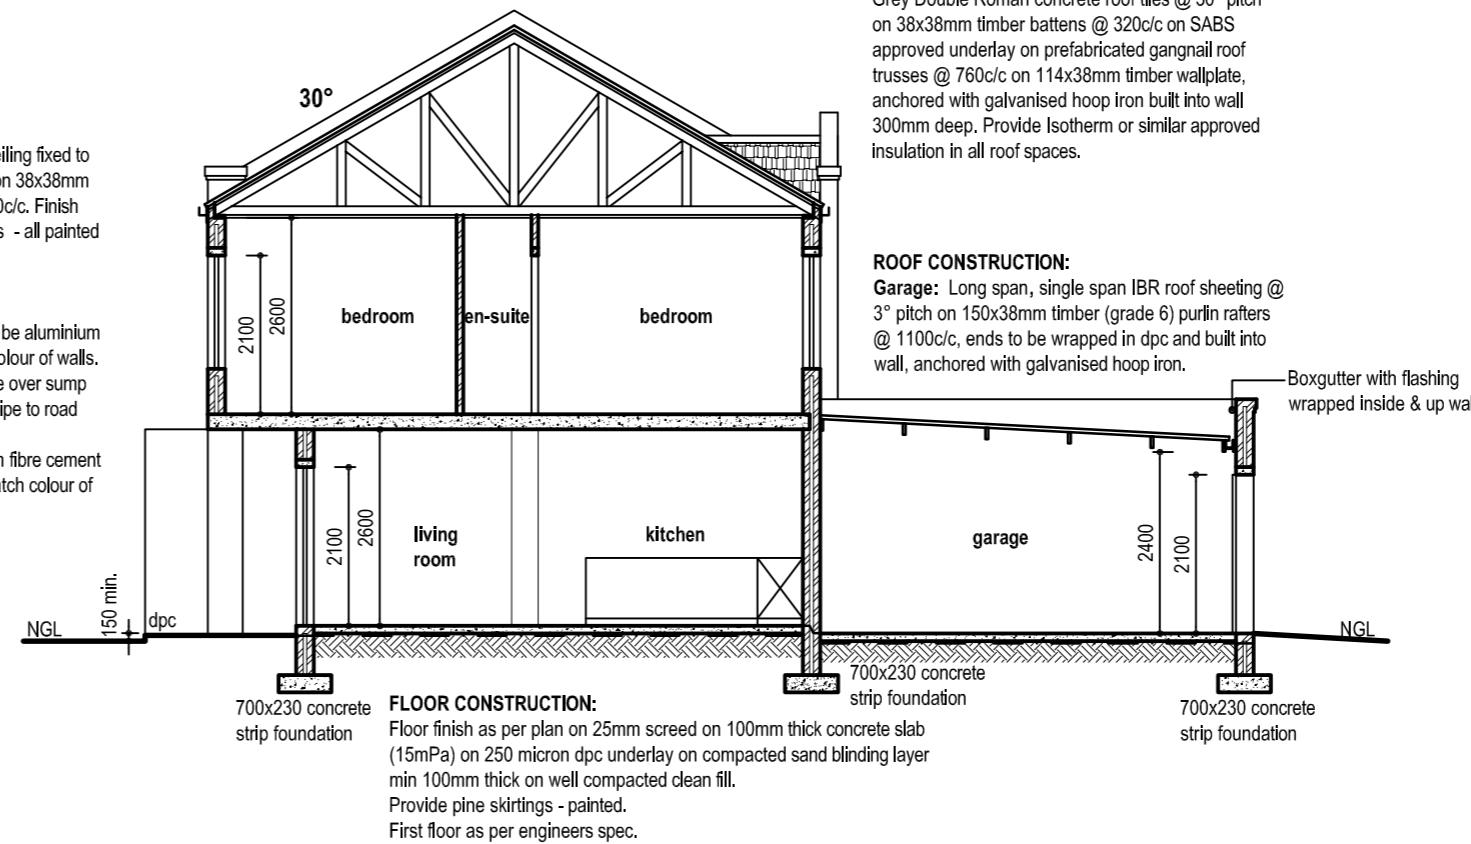 Grey Double Roman concrete roof tiles @ 30° pitch
on 38x38mm timber battens @ 320c/c on SABS
approved underlay on prefabricated gangnail roof
trusses @ 760c/c on 114x38mm timber wallplate,
anchored with galvanised hoop iron built into wall
300mm deep. Provide Isotherm or similar approved
insulation in all roof spaces.
30°
fixed to
on 38x38mm
Finish
- all painted
ROOF CONSTRUCTION:
Garage: Long span, single span IBR roof sheeting @
3° pitch on 150x38mm timber (grade 6) purlin rafters
@ 1100c/c, ends to be wrapped in dpc and built into
wall, anchored with galvanised hoop iron.
2100
2600
bedroom
en-suite
bedroom
be aluminium
of walls.
over sump
to road
Boxgutter with flashing
wrapped inside & up
fibre cement
colour of
2100
2600
living
room
kitchen
garage
2400
2100
NGL
150 min.
dpc
NGL
700x230 concrete
strip foundation
700x230 concrete
strip foundation
700x230 concrete
strip foundation
FLOOR CONSTRUCTION:
Floor finish as per plan on 25mm screed on 100mm thick concrete slab
(15mPa) on 250 micron dpc underlay on compacted sand blinding layer
min 100mm thick on well compacted clean fill.
Provide pine skirtings - painted.
First floor as per engineers spec.